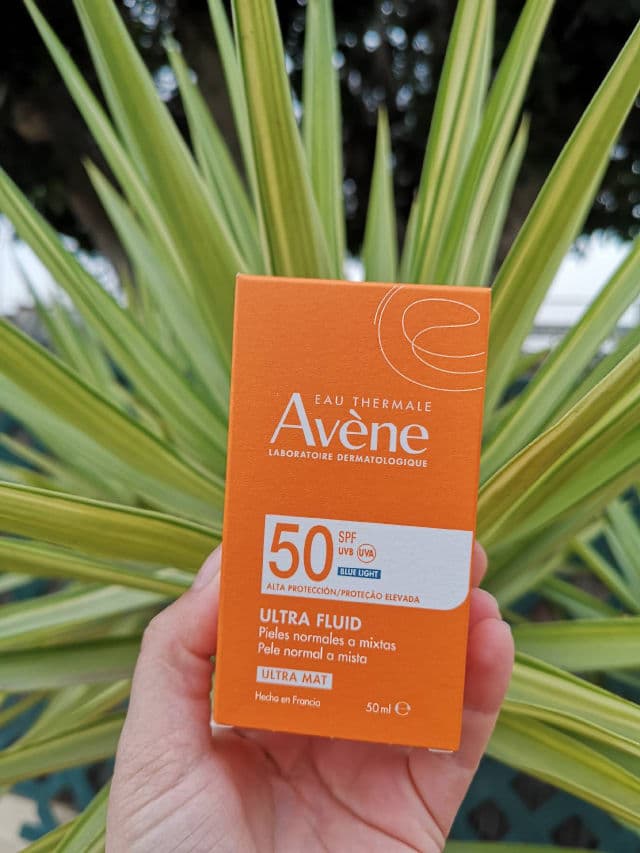 EAU THERMALE
Avène
LABORATOIRE DERMATOLOGIQUE
50 SPF
UVB UVA
BLUE LIGHT
ALTA PROTECCIÓN/PROTEÇÃO ELEVADA
ULTRA FLUID
Pieles normales a mixtas
Pele normal a mista
ULTRA MAT
Hecho en Francia
50 ml ℮